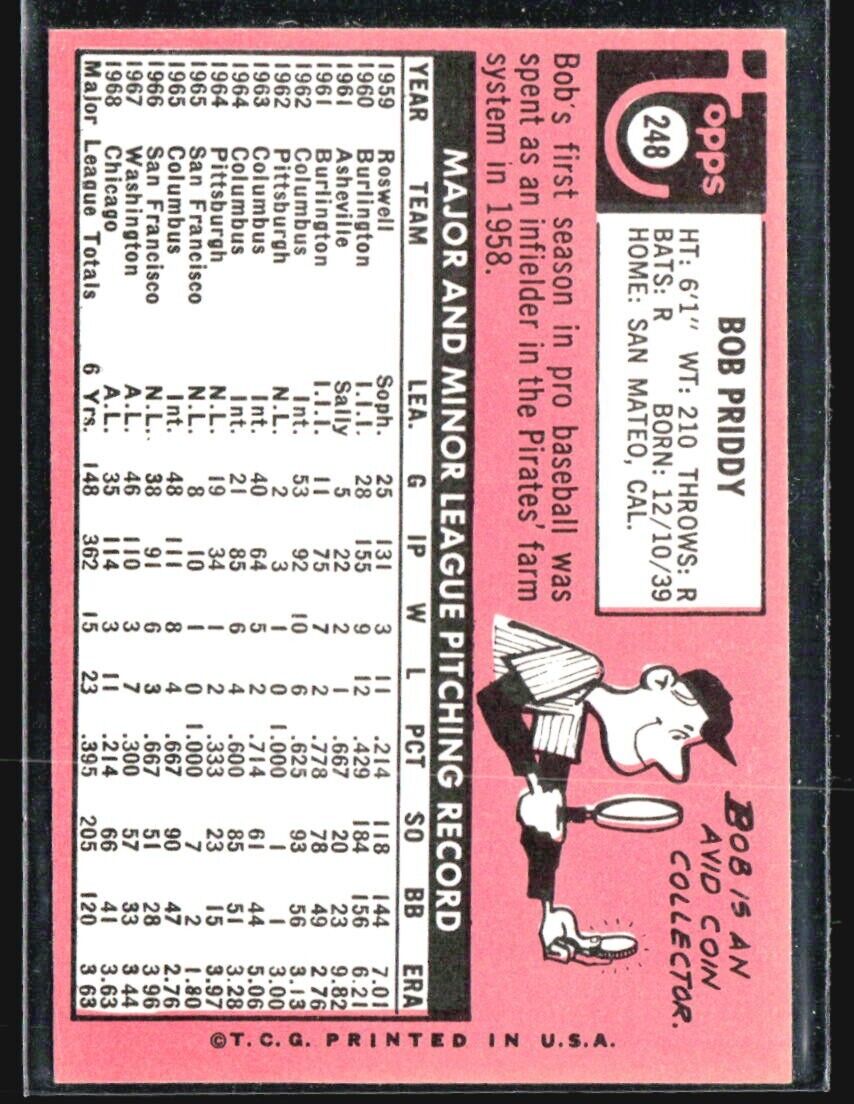 Topps
248
BOB PRIDDY
HT: 6'1" WT: 210 THROWS: R
BATS: R BORN: 12/10/39
HOME: SAN MATEO, CAL.
Bob's first season in pro baseball was
spent as an infielder in the Pirates' farm
system in 1958.
BOB IS AN
AVID COIN
COLLECTOR.
MAJOR AND MINOR LEAGUE PITCHING RECORD
YEAR TEAM LEA. G IP W L PCT SO BB ERA
1959 Roswell Soph. 25 131 3 11 .214 118 144 7.01
1960 Burlington I.I.I. 28 155 9 12 .429 184 156 6.21
1961 Asheville Sally 5 22 2 1 .667 20 23 9.82
1961 Burlington I.I.I. 11 75 7 2 .778 78 49 2.76
1962 Columbus Int. 53 92 10 6 .625 93 56 3.13
1962 Pittsburgh N.L. 2 3 1 0 1.000 1 1 3.00
1963 Columbus Int. 40 64 5 2 .714 61 44 5.06
1964 Columbus Int. 21 85 6 4 .600 85 51 3.28
1964 Pittsburgh N.L. 19 34 1 2 .333 23 15 3.97
1965 San Francisco N.L. 8 10 1 0 1.000 7 2 1.80
1965 Columbus Int. 48 111 8 4 .667 90 47 2.76
1966 San Francisco N.L. 38 91 6 3 .667 51 28 3.96
1967 Washington A.L. 46 110 3 7 .300 57 33 3.44
1968 Chicago A.L. 35 114 3 11 .214 66 41 3.63
Major League Totals 6 Yrs. 148 362 15 23 .395 205 120 3.63
©T.C.G. PRINTED IN U.S.A.